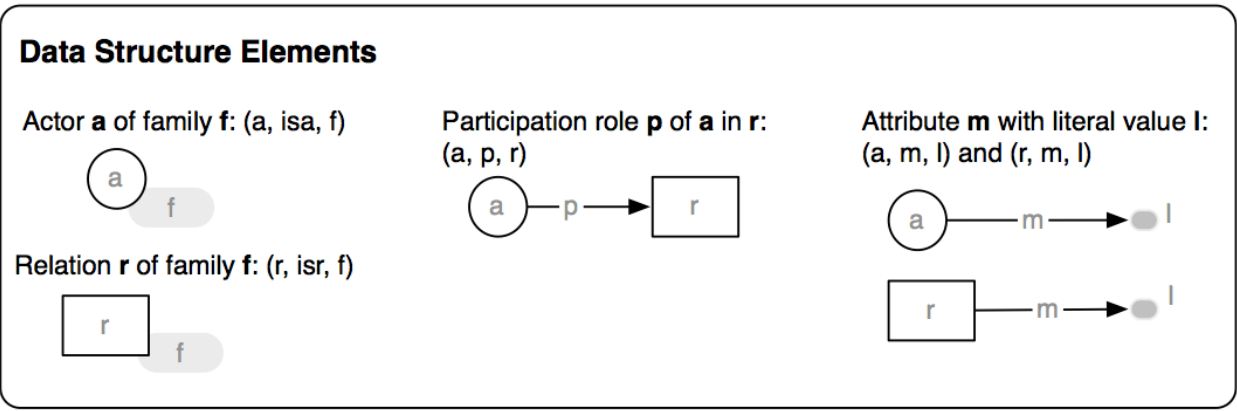 Data Structure Elements
Actor a of family f: (a, isa, f)
a
f
Relation r of family f: (r, isr, f)
r
f
Participation role p of a in r:
(a, p, r)
a
p
r
Attribute m with literal value l:
(a, m, l) and (r, m, l)
a
m
l
r
m
l